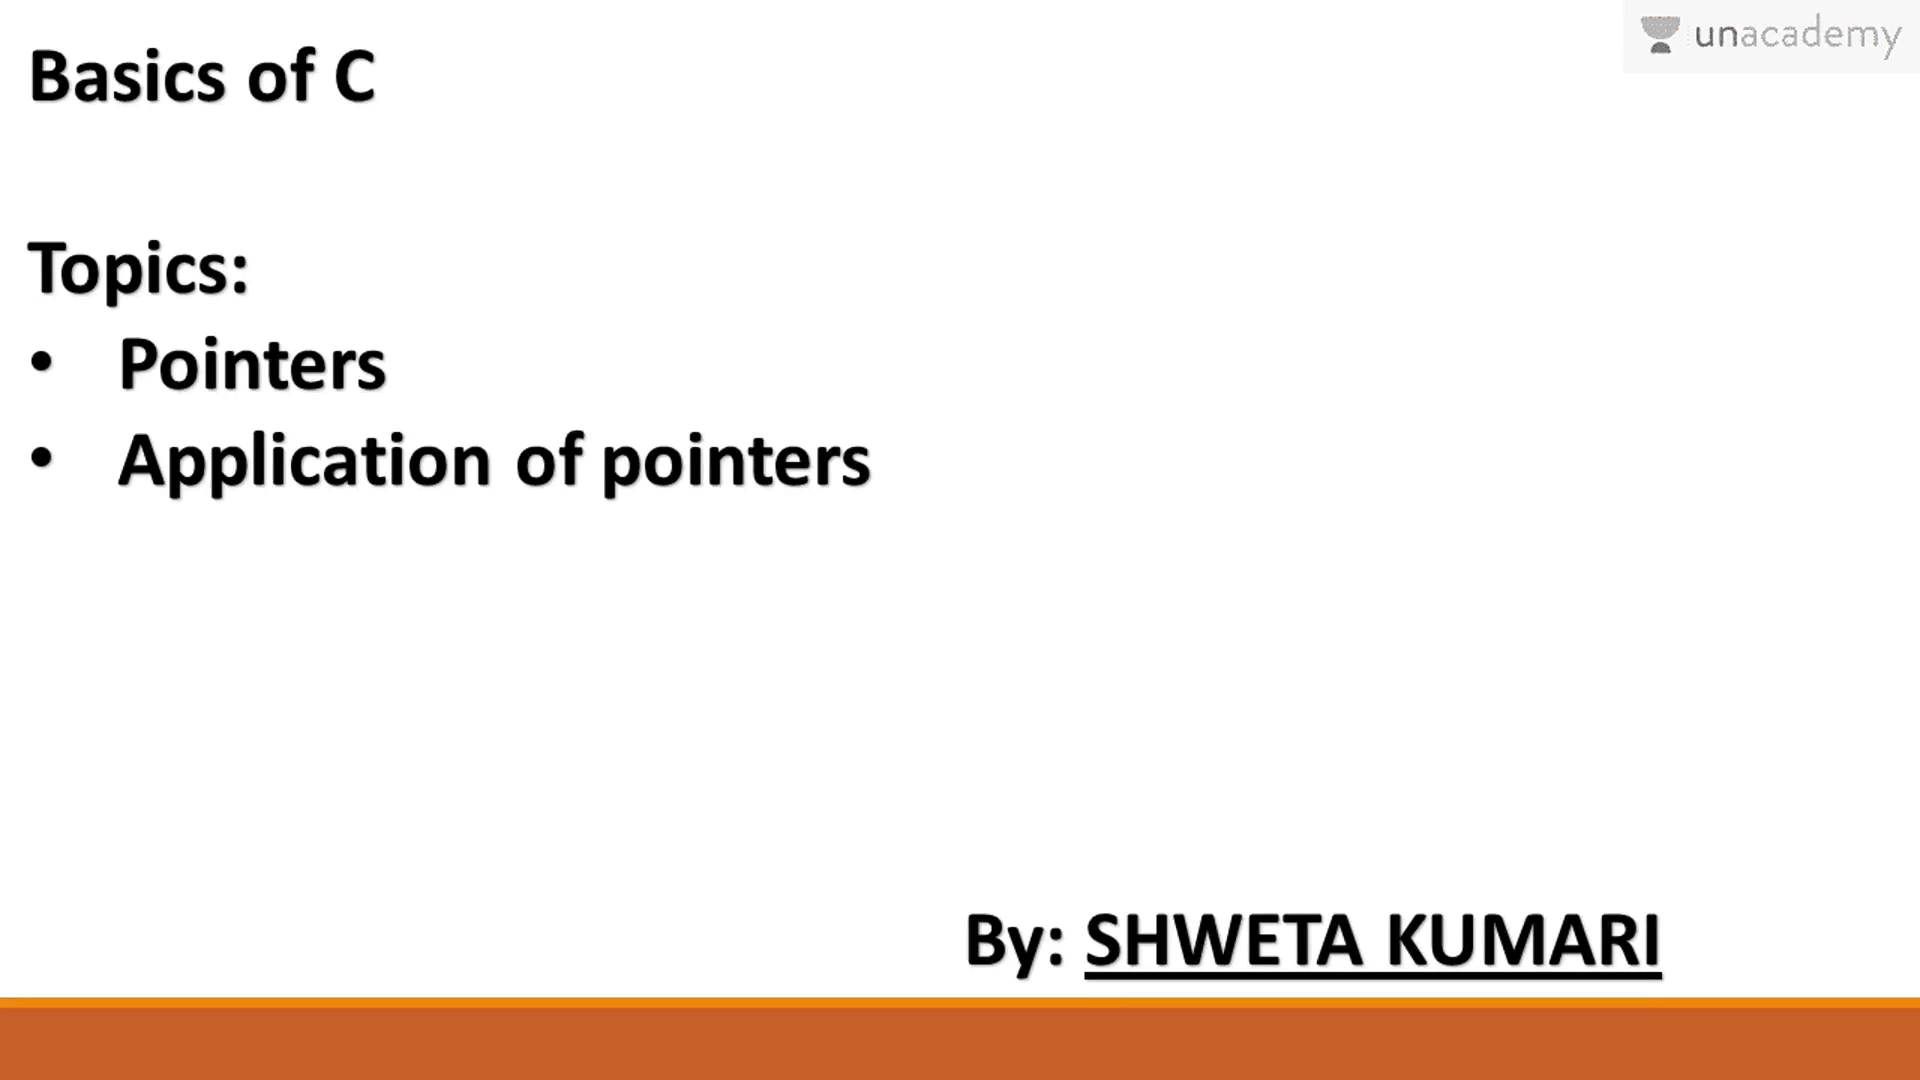 unacademy
Basics of C
Topics:
• Pointers
• Application of pointers
By: SHWETA KUMARI